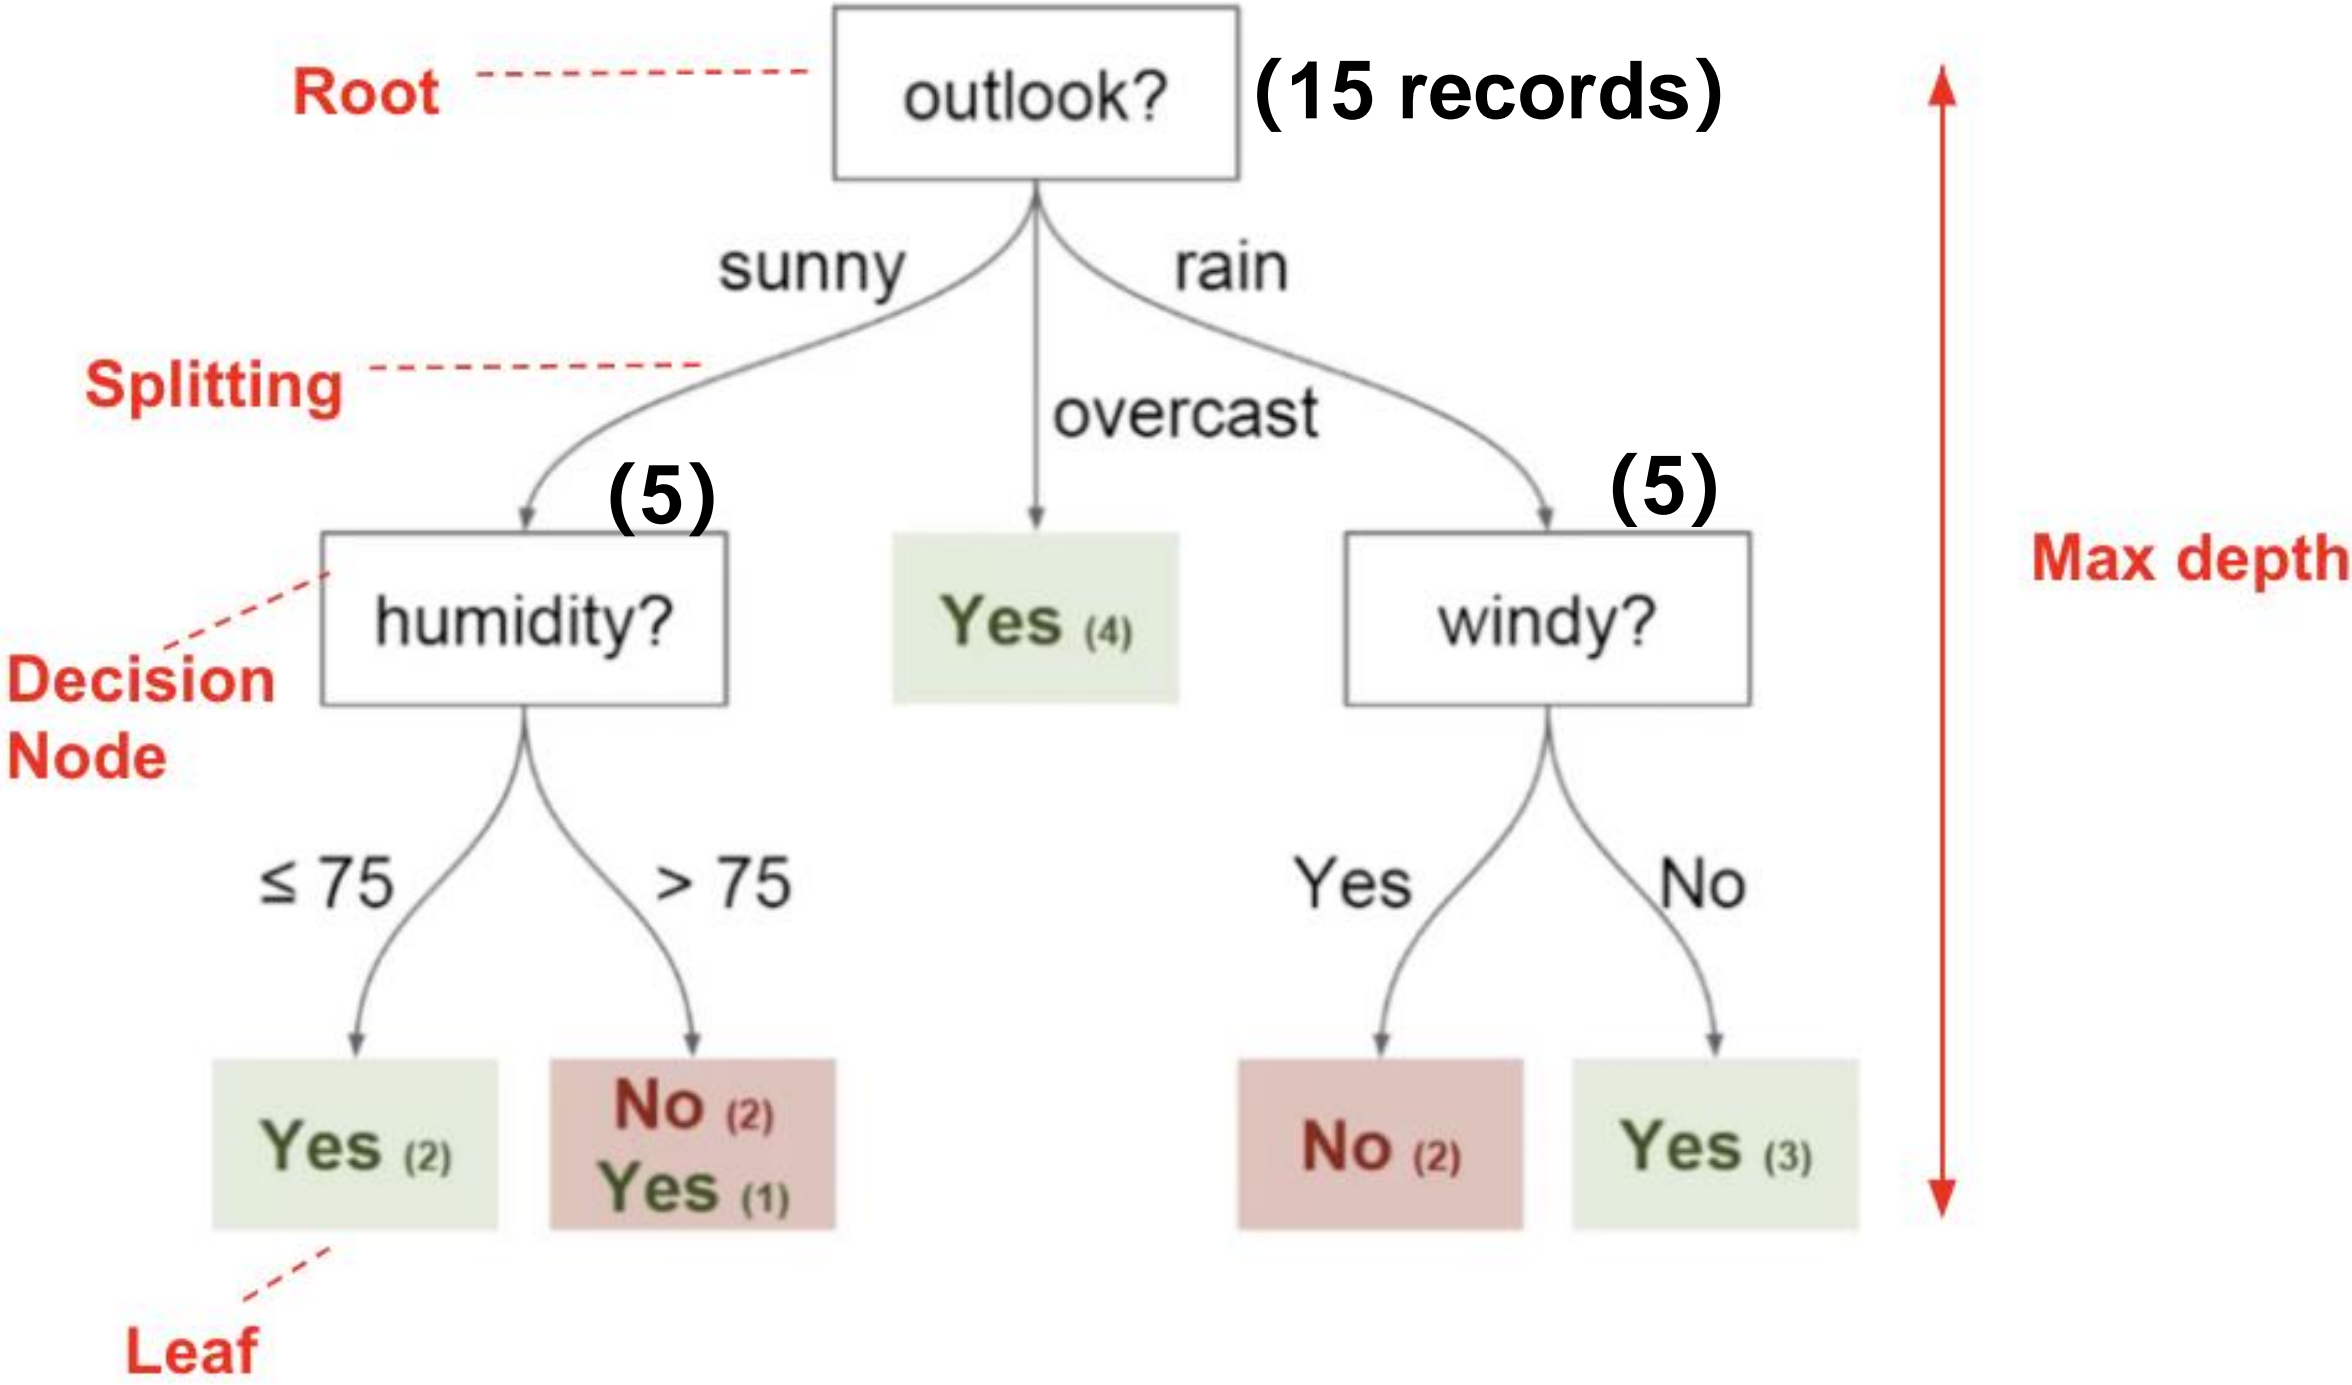 Root
outlook?
(15 records)
sunny
rain
Splitting
overcast
(5)
(5)
humidity?
Yes (4)
windy?
Max depth
Decision
Node
≤ 75
> 75
Yes
No
Yes (2)
No (2)
Yes (1)
No (2)
Yes (3)
Leaf